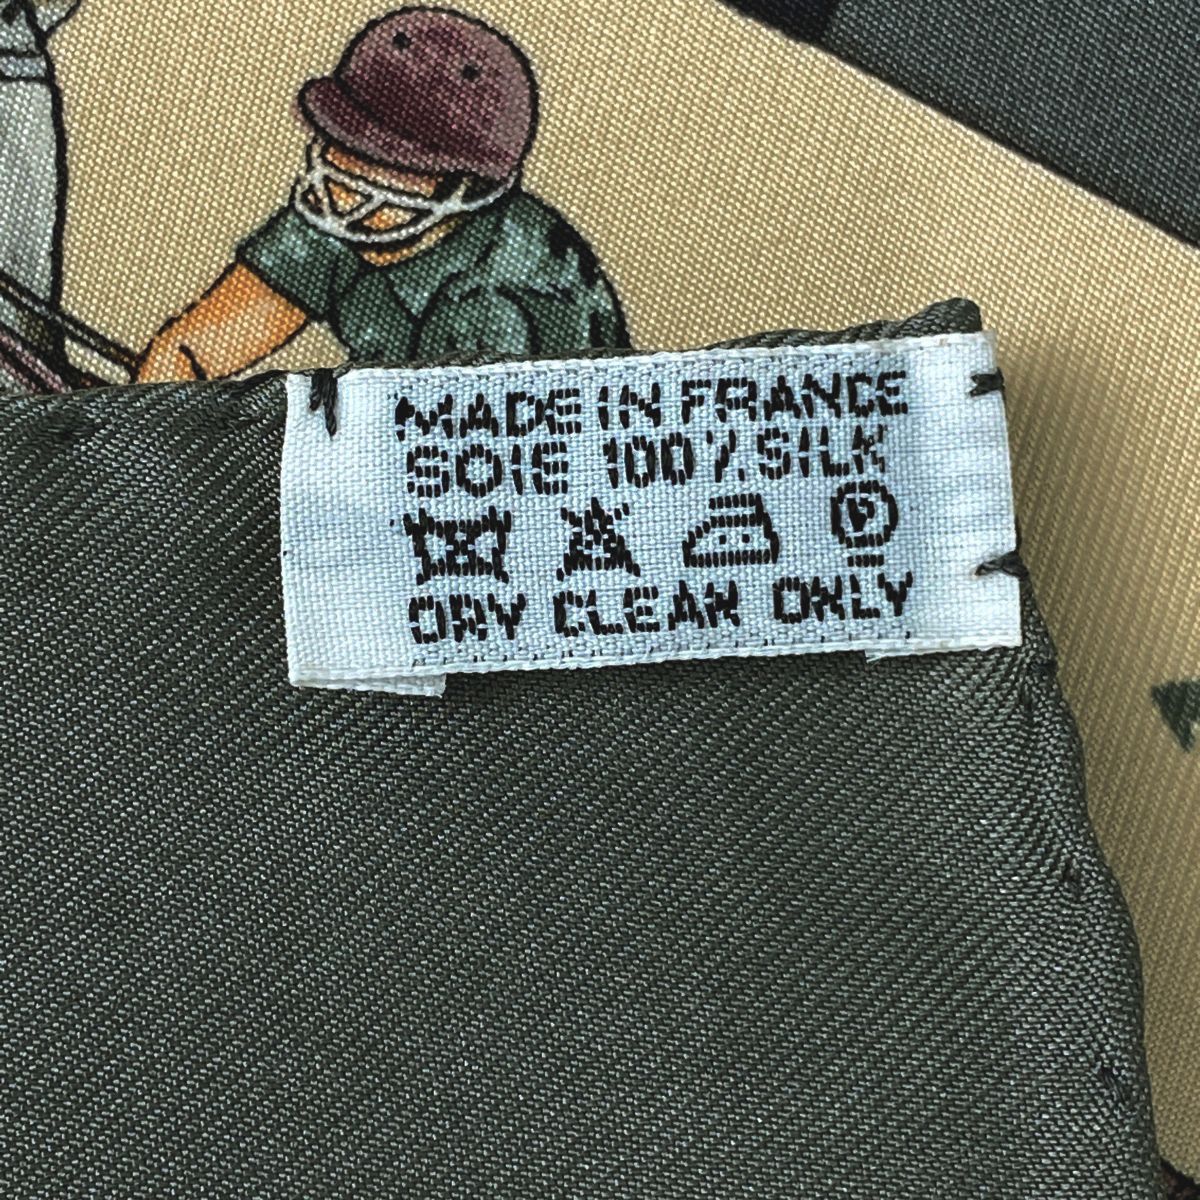 MADE IN FRANCE
SOIE 100% SILK
P
DRY CLEAN ONLY